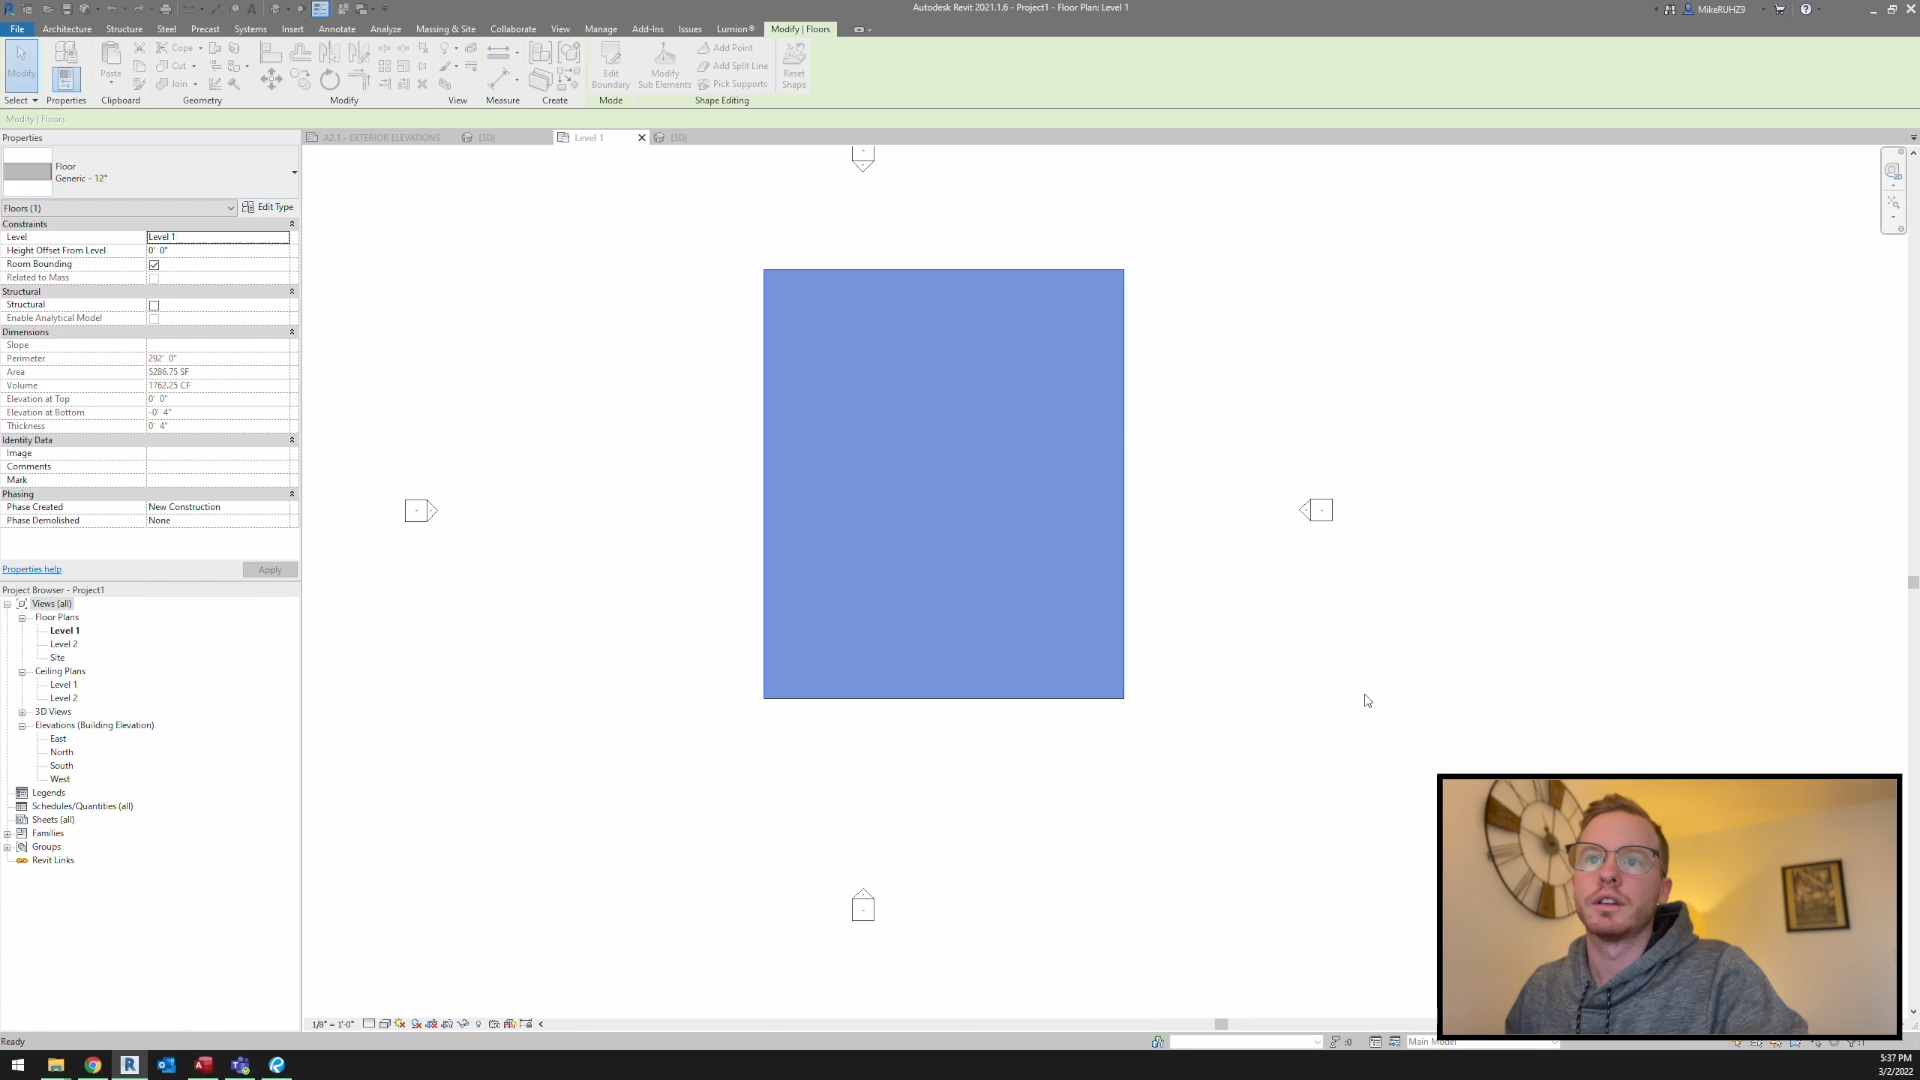 Autodesk Revit 2021.1.6 - Project1 - Floor Plan: Level 1
MikeRUHZ9
File Architecture Structure Steel Precast Systems Insert Annotate Analyze Massing & Site Collaborate View Manage Add-Ins Issues Lumion® Modify | Floors
Modify
Paste
Cope
Cut
Join
Edit Boundary
Modify Sub Elements
Add Point
Add Split Line
Pick Supports
Reset Shape
Select Properties Clipboard Geometry Modify View Measure Create Mode Shape Editing
Modify | Floors
Properties
A2.1 - EXTERIOR ELEVATIONS
{3D}
Level 1
{3D}
Floor
Generic - 12"
Floors (1)
Edit Type
Constraints
Level Level 1
Height Offset From Level 0' 0"
Room Bounding
Related to Mass
Structural
Structural
Enable Analytical Model
Dimensions
Slope
Perimeter 292' 0"
Area 5286.75 SF
Volume 1762.25 CF
Elevation at Top 0' 0"
Elevation at Bottom -0' 4"
Thickness 0' 4"
Identity Data
Image
Comments
Mark
Phasing
Phase Created New Construction
Phase Demolished None
Properties help
Apply
Project Browser - Project1
Views (all)
Floor Plans
Level 1
Level 2
Site
Ceiling Plans
Level 1
Level 2
3D Views
Elevations (Building Elevation)
East
North
South
West
Legends
Schedules/Quantities (all)
Sheets (all)
Families
Groups
Revit Links
1/8" = 1'-0"
Ready
:0
Main Model
5:37 PM
3/2/2022